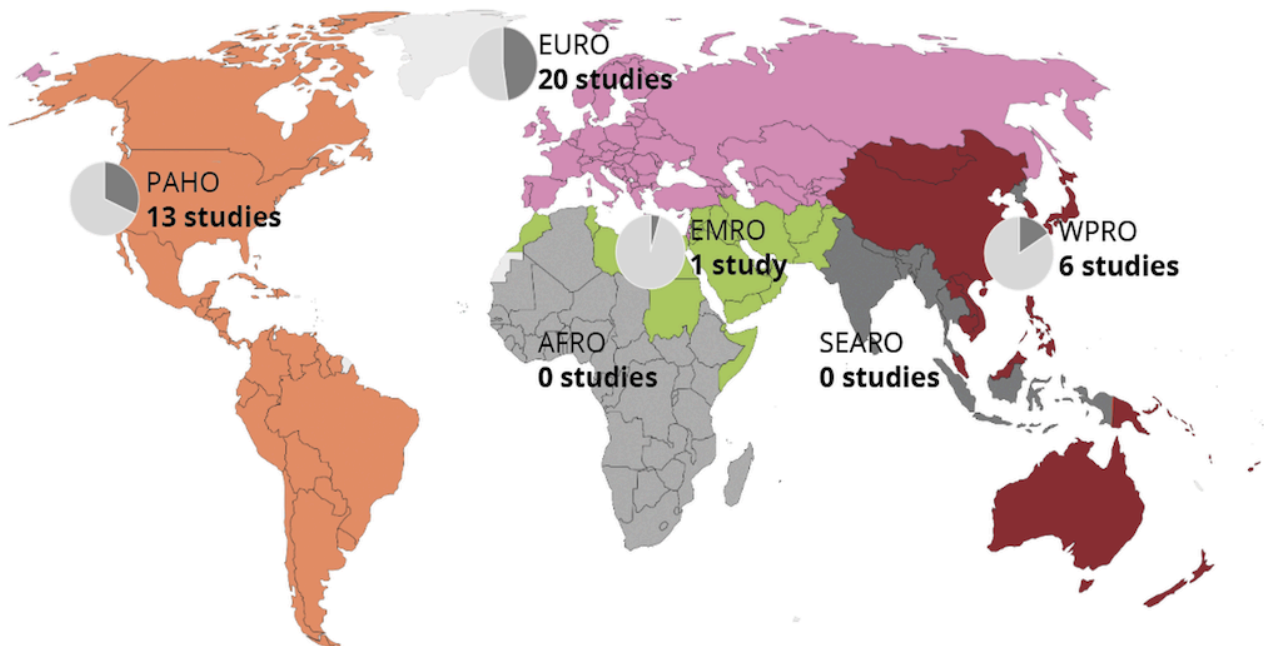 EURO
20 studies
PAHO
13 studies
EMRO
1 study
WPRO
6 studies
AFRO
0 studies
SEARO
0 studies